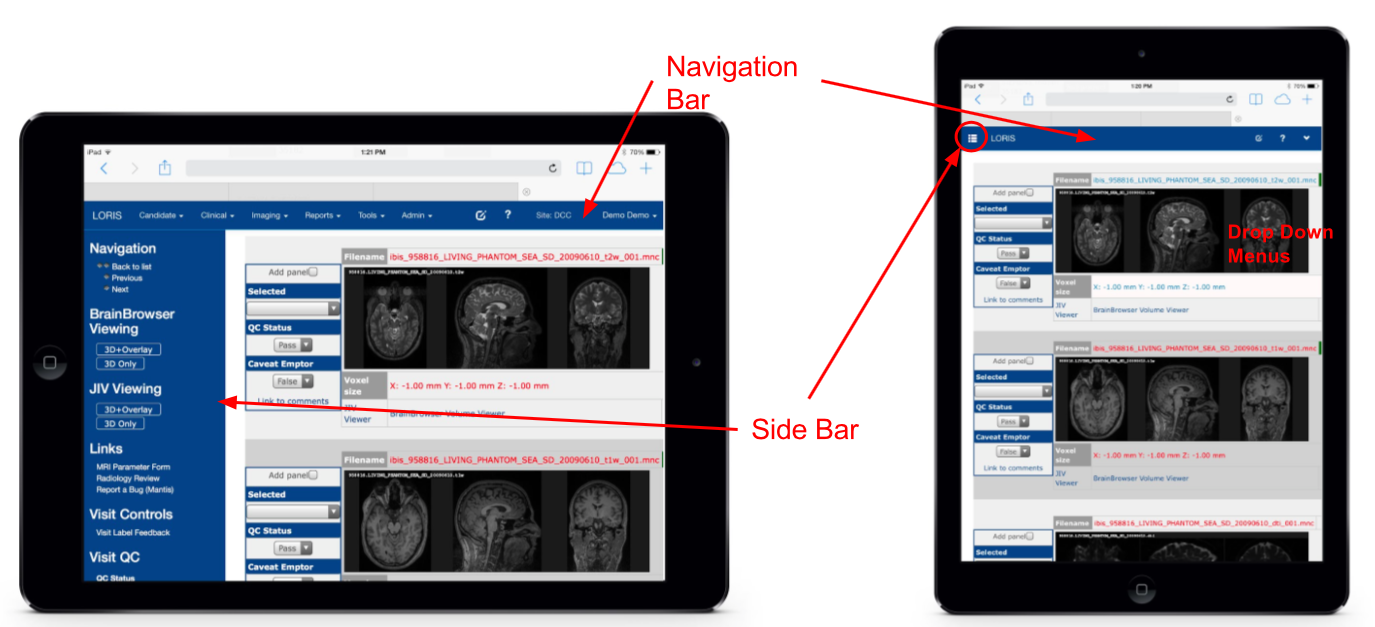 Navigation
Bar
iPad
1:21 PM
70%
LORIS Candidate Clinical Imaging Reports Tools Admin ? Site: DCC Demo Demo
Navigation
Back to list
Previous
Next
BrainBrowser
Viewing
3D+Overlay
3D Only
JIV Viewing
3D+Overlay
3D Only
Links
MRI Parameter Form
Radiology Review
Report a Bug (Mantis)
Visit Controls
Visit Label Feedback
Visit QC
QC Status
Filename ibis_958816_LIVING_PHANTOM_SEA_SD_20090610_t2w_001.mnc
Add panel
Selected
QC Status
Pass
Caveat Emptor
False
Link to comments
Voxel
size
X: -1.00 mm Y: -1.00 mm Z: -1.00 mm
JIV
Viewer
BrainBrowser Volume Viewer
Filename ibis_958816_LIVING_PHANTOM_SEA_SD_20090610_t1w_001.mnc
Add panel
Selected
QC Status
Pass
Caveat Emptor
Side Bar
iPad
1:20 PM
70%
LORIS ?
Filename ibis_958816_LIVING_PHANTOM_SEA_SD_20090610_t2w_001.mnc
Add panel
Selected
QC Status
Pass
Caveat Emptor
False
Link to comments
Drop Down
Menus
Voxel
size
X: -1.00 mm Y: -1.00 mm Z: -1.00 mm
JIV
Viewer
BrainBrowser Volume Viewer
Filename ibis_958816_LIVING_PHANTOM_SEA_SD_20090610_t1w_001.mnc
Add panel
Selected
QC Status
Pass
Caveat Emptor
False
Link to comments
Voxel
size
X: -1.00 mm Y: -1.00 mm Z: -1.00 mm
JIV
Viewer
BrainBrowser Volume Viewer
Filename ibis_958816_LIVING_PHANTOM_SEA_SD_20090610_dti_001.mnc
Add panel
Selected